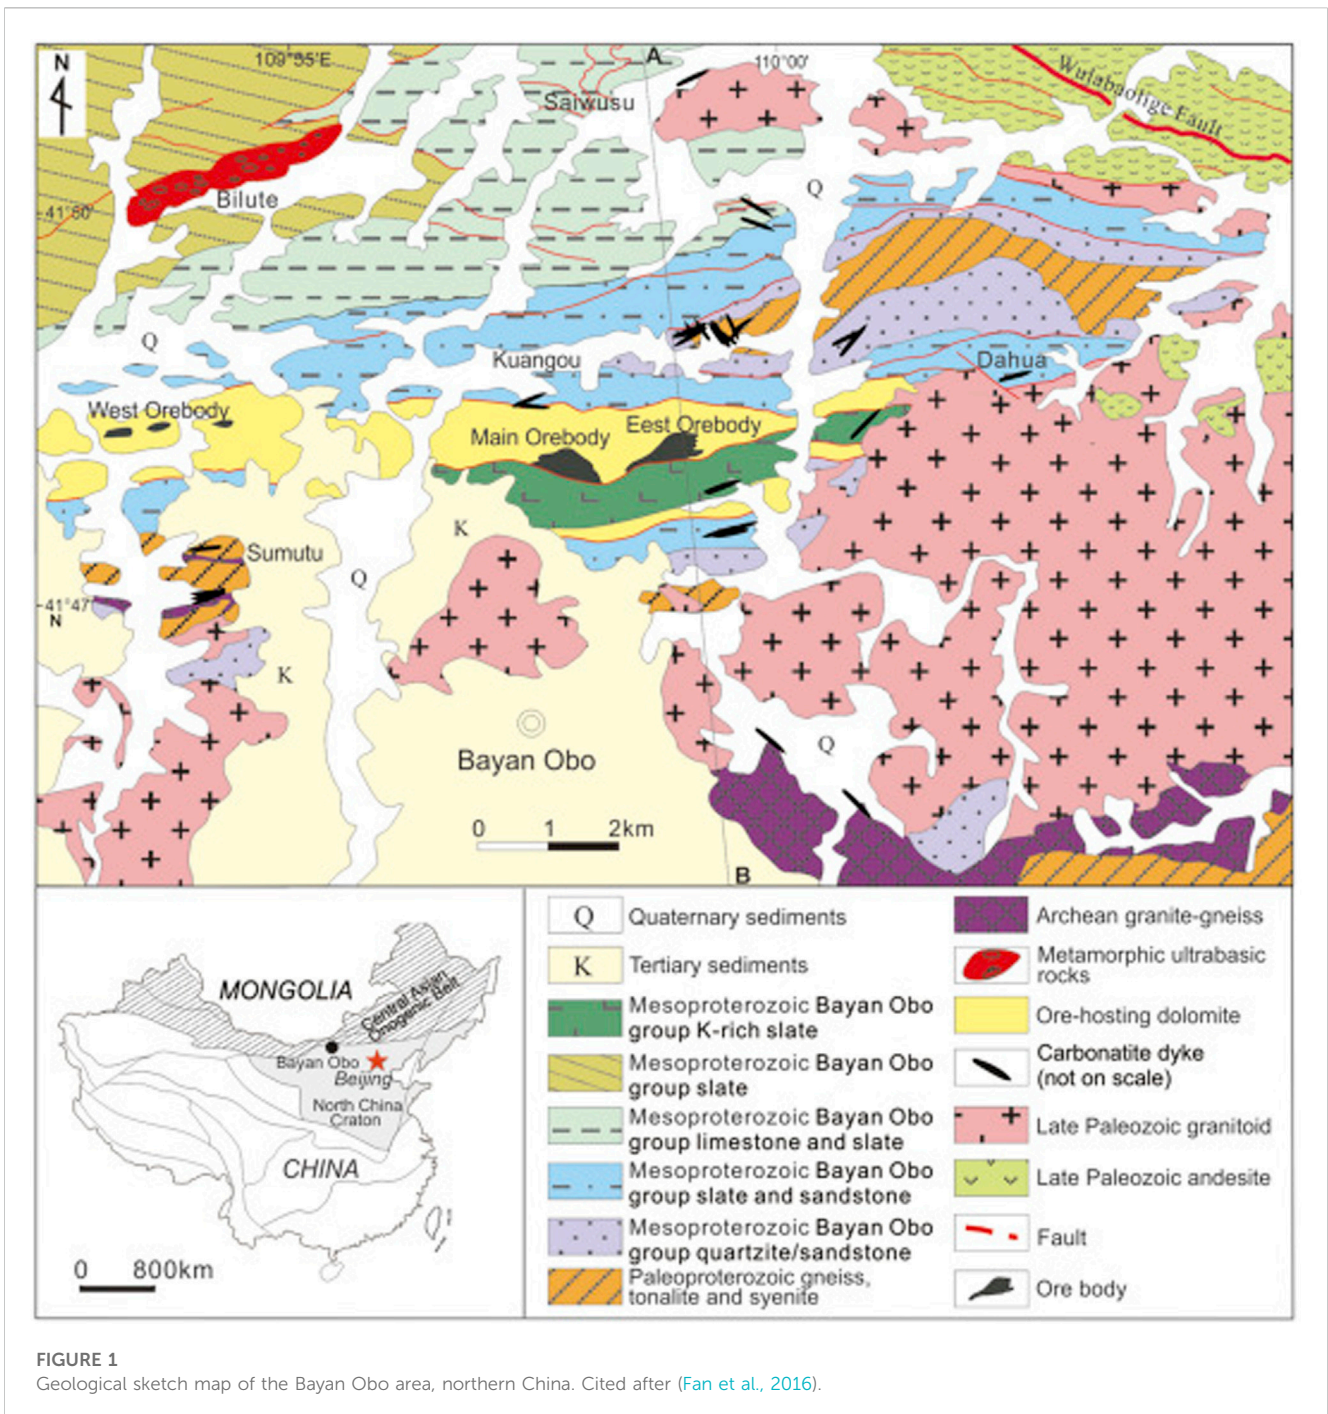 N
109°55'E
A
110°00'
Wulabaolige Fault
Saiwusu
Q
Bilute
41°50'
Q
Kuangou
Dahua
West Orebody
Main Orebody
Eest Orebody
K
Sumutu
Q
41°47'
N
K
Q
Bayan Obo
0 1 2km
B
MONGOLIA
Central Asian
Orogenic Belt
Bayan Obo
Beijing
North China
Craton
CHINA
0 800km
Q Quaternary sediments
K Tertiary sediments
Mesoproterozoic Bayan Obo
group K-rich slate
Mesoproterozoic Bayan Obo
group slate
Mesoproterozoic Bayan Obo
group limestone and slate
Mesoproterozoic Bayan Obo
group slate and sandstone
Mesoproterozoic Bayan Obo
group quartzite/sandstone
Paleoproterozoic gneiss,
tonalite and syenite
Archean granite-gneiss
Metamorphic ultrabasic
rocks
Ore-hosting dolomite
Carbonatite dyke
(not on scale)
Late Paleozoic granitoid
Late Paleozoic andesite
Fault
Ore body
FIGURE 1
Geological sketch map of the Bayan Obo area, northern China. Cited after (Fan et al., 2016).